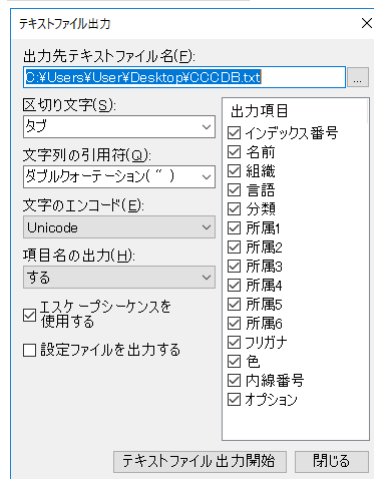 テキストファイル出力
出力先テキストファイル名(F):
C:¥Users¥User¥Desktop¥CCCDB.txt
...
区切り文字(S):
タブ
文字列の引用符(Q):
ダブルクォーテーション( ” )
文字のエンコード(E):
Unicode
項目名の出力(H):
する
エスケープシーケンスを
使用する
設定ファイルを出力する
出力項目
インデックス番号
名前
組織
言語
分類
所属1
所属2
所属3
所属4
所属5
所属6
フリガナ
色
内線番号
オプション
テキストファイル出力開始
閉じる